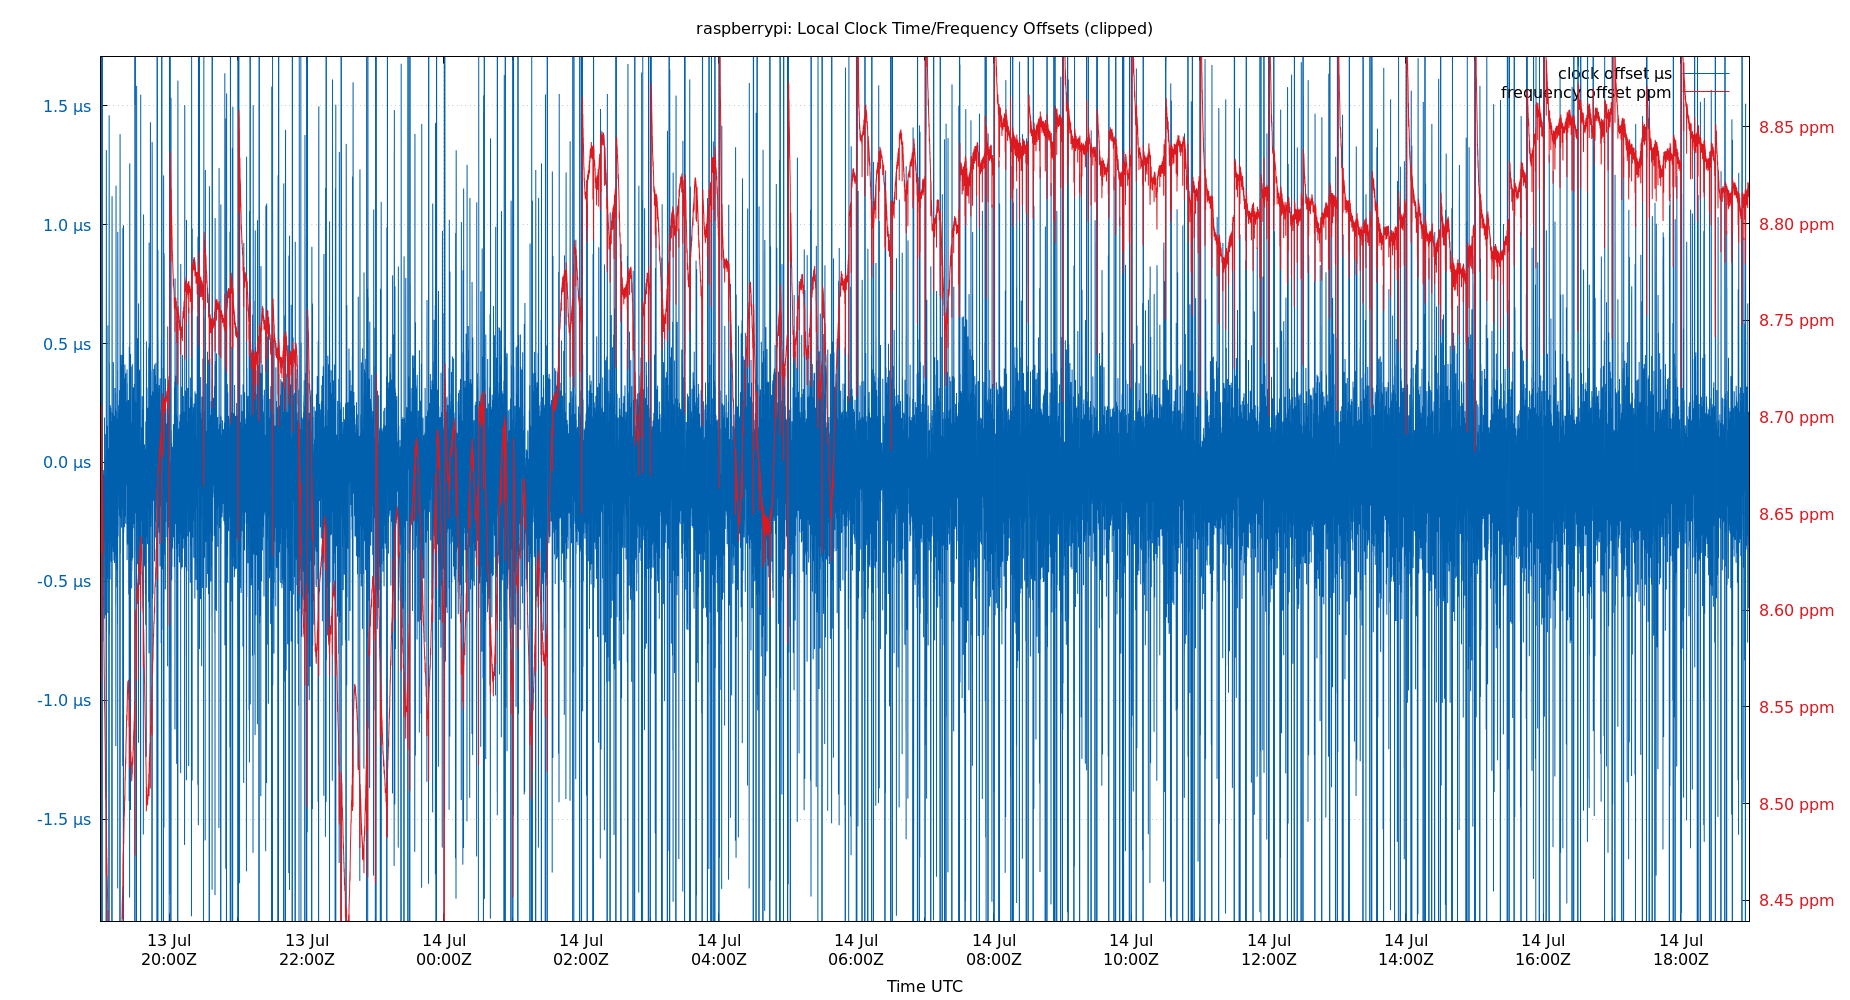 raspberrypi: Local Clock Time/Frequency Offsets (clipped)
clock offset µs
frequency offset ppm
1.5 µs
1.0 µs
0.5 µs
0.0 µs
-0.5 µs
-1.0 µs
-1.5 µs
8.85 ppm
8.80 ppm
8.75 ppm
8.70 ppm
8.65 ppm
8.60 ppm
8.55 ppm
8.50 ppm
8.45 ppm
13 Jul 13 Jul 14 Jul 14 Jul 14 Jul 14 Jul 14 Jul 14 Jul 14 Jul 14 Jul 14 Jul 14 Jul
20:00Z 22:00Z 00:00Z 02:00Z 04:00Z 06:00Z 08:00Z 10:00Z 12:00Z 14:00Z 16:00Z 18:00Z
Time UTC